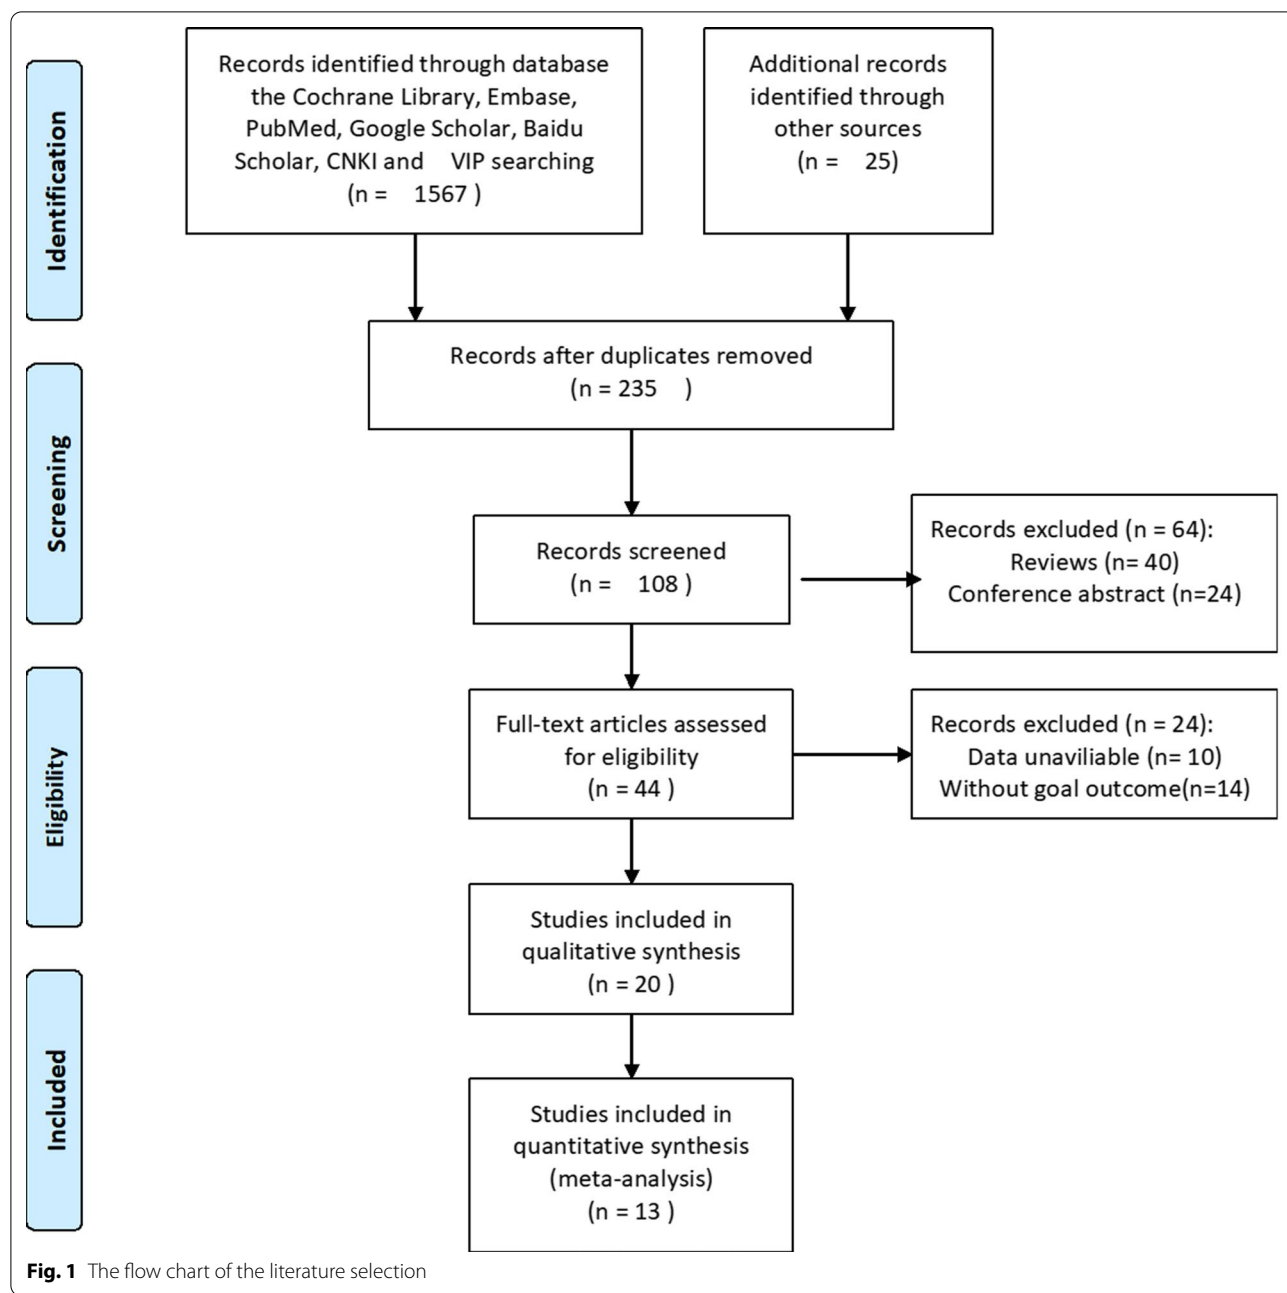 Identification
Records identified through database
the Cochrane Library, Embase,
PubMed, Google Scholar, Baidu
Scholar, CNKI and VIP searching
(n = 1567 )
Additional records
identified through
other sources
(n = 25)
Records after duplicates removed
(n = 235 )
Screening
Records screened
(n = 108 )
Records excluded (n = 64):
Reviews (n= 40)
Conference abstract (n=24)
Eligibility
Full-text articles assessed
for eligibility
(n = 44 )
Records excluded (n = 24):
Data unaviliable (n= 10)
Without goal outcome(n=14)
Studies included in
qualitative synthesis
(n = 20 )
Included
Studies included in
quantitative synthesis
(meta-analysis)
(n = 13 )
Fig. 1 The flow chart of the literature selection